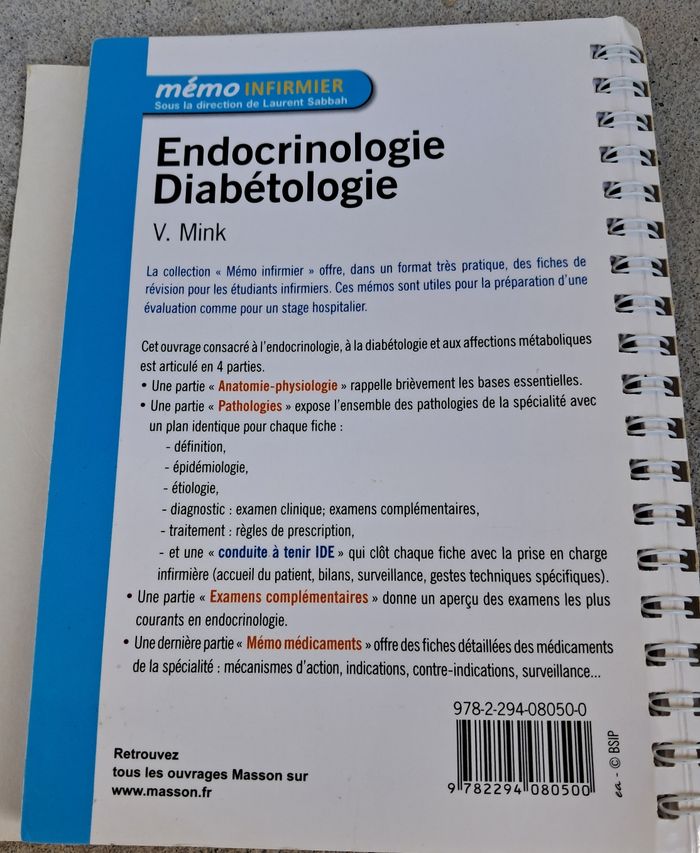 mémo INFIRMIER
Sous la direction de Laurent Sabbah
Endocrinologie
Diabétologie
V. Mink
La collection « Mémo infirmier » offre, dans un format très pratique, des fiches de
révision pour les étudiants infirmiers. Ces mémos sont utiles pour la préparation d'une
évaluation comme pour un stage hospitalier.
Cet ouvrage consacré à l'endocrinologie, à la diabétologie et aux affections métaboliques
est articulé en 4 parties.
• Une partie « Anatomie-physiologie » rappelle brièvement les bases essentielles.
• Une partie « Pathologies » expose l'ensemble des pathologies de la spécialité avec
un plan identique pour chaque fiche :
- définition,
- épidémiologie,
- étiologie,
- diagnostic : examen clinique; examens complémentaires,
- traitement : règles de prescription,
- et une « conduite à tenir IDE » qui clôt chaque fiche avec la prise en charge
infirmière (accueil du patient, bilans, surveillance, gestes techniques spécifiques).
• Une partie « Examens complémentaires » donne un aperçu des examens les plus
courants en endocrinologie.
• Une dernière partie « Mémo médicaments » offre des fiches détaillées des médicaments
de la spécialité : mécanismes d'action, indications, contre-indications, surveillance...
978-2-294-08050-0
9 782294 080500
ea - © BSIP
Retrouvez
tous les ouvrages Masson sur
www.masson.fr